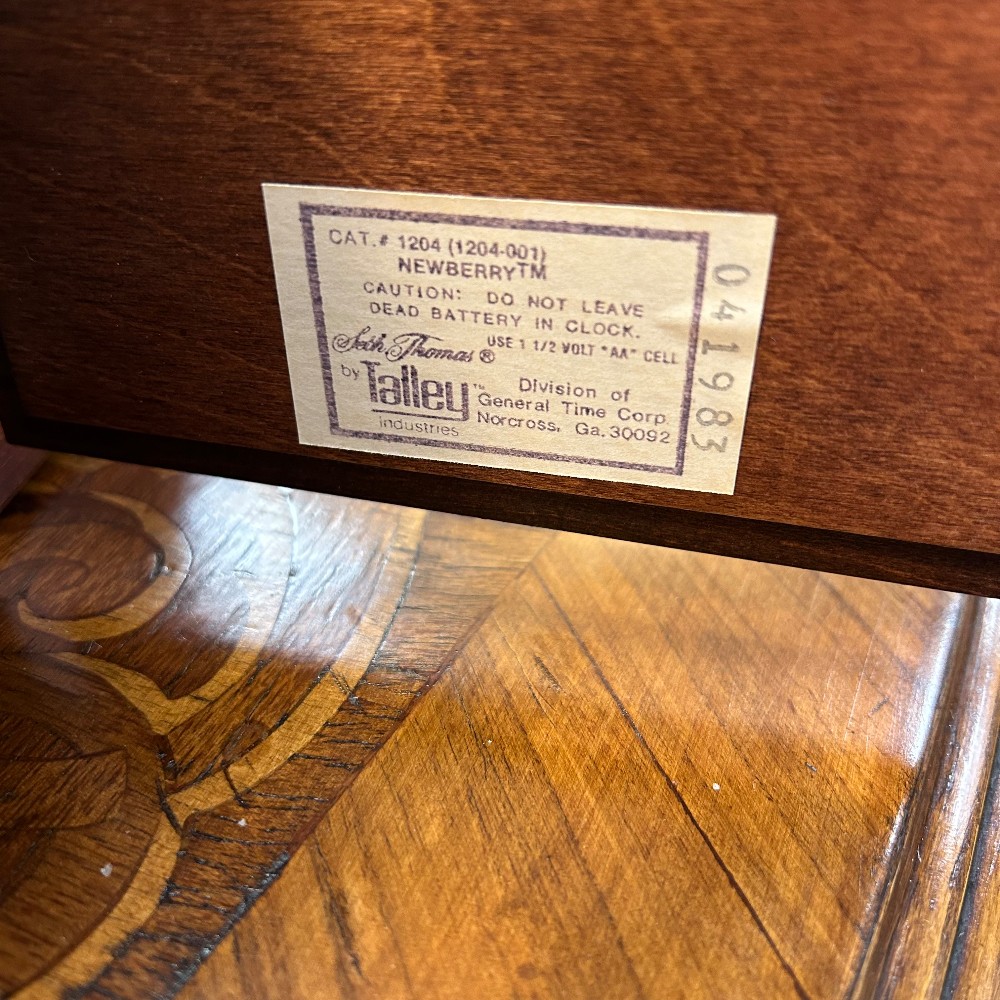 CAT.# 1204 (1204-001)
NEWBERRY™
CAUTION: DO NOT LEAVE
DEAD BATTERY IN CLOCK.
USE 1 1/2 VOLT "AA" CELL
Seth Thomas®
by Talley™
Industries
Division of
General Time Corp.
Norcross, Ga. 30092
041983